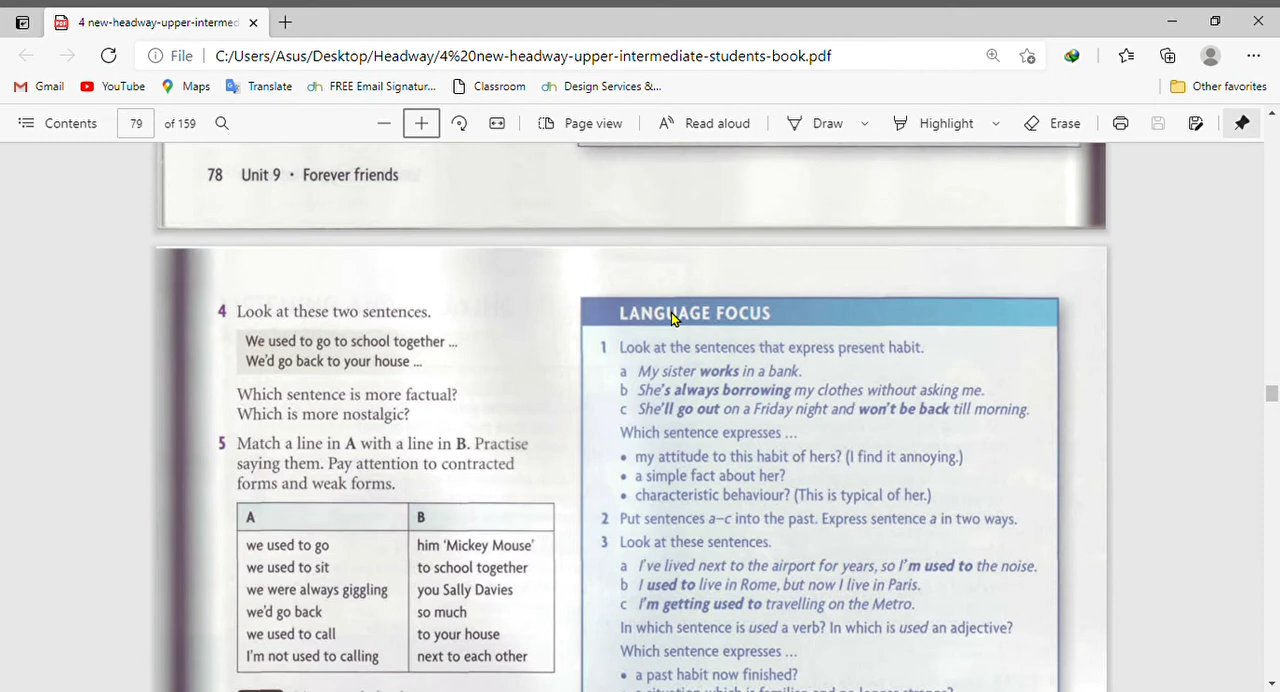 4 new-headway-upper-intermed
File C:/Users/Asus/Desktop/Headway/4%20new-headway-upper-intermediate-students-book.pdf
Gmail YouTube Maps Translate FREE Email Signatur... Classroom Design Services &... Other favorites
Contents 79 of 159 Page view Read aloud Draw Highlight Erase
78 Unit 9 • Forever friends
4 Look at these two sentences.
We used to go to school together ...
We'd go back to your house ...
Which sentence is more factual?
Which is more nostalgic?
5 Match a line in A with a line in B. Practise
saying them. Pay attention to contracted
forms and weak forms.
A B
we used to go him 'Mickey Mouse'
we used to sit to school together
we were always giggling you Sally Davies
we'd go back so much
we used to call to your house
I'm not used to calling next to each other
LANGUAGE FOCUS
1 Look at the sentences that express present habit.
a My sister works in a bank.
b She's always borrowing my clothes without asking me.
c She'll go out on a Friday night and won't be back till morning.
Which sentence expresses ...
• my attitude to this habit of hers? (I find it annoying.)
• a simple fact about her?
• characteristic behaviour? (This is typical of her.)
2 Put sentences a–c into the past. Express sentence a in two ways.
3 Look at these sentences.
a I've lived next to the airport for years, so I'm used to the noise.
b I used to live in Rome, but now I live in Paris.
c I'm getting used to travelling on the Metro.
In which sentence is used a verb? In which is used an adjective?
Which sentence expresses ...
• a past habit now finished?